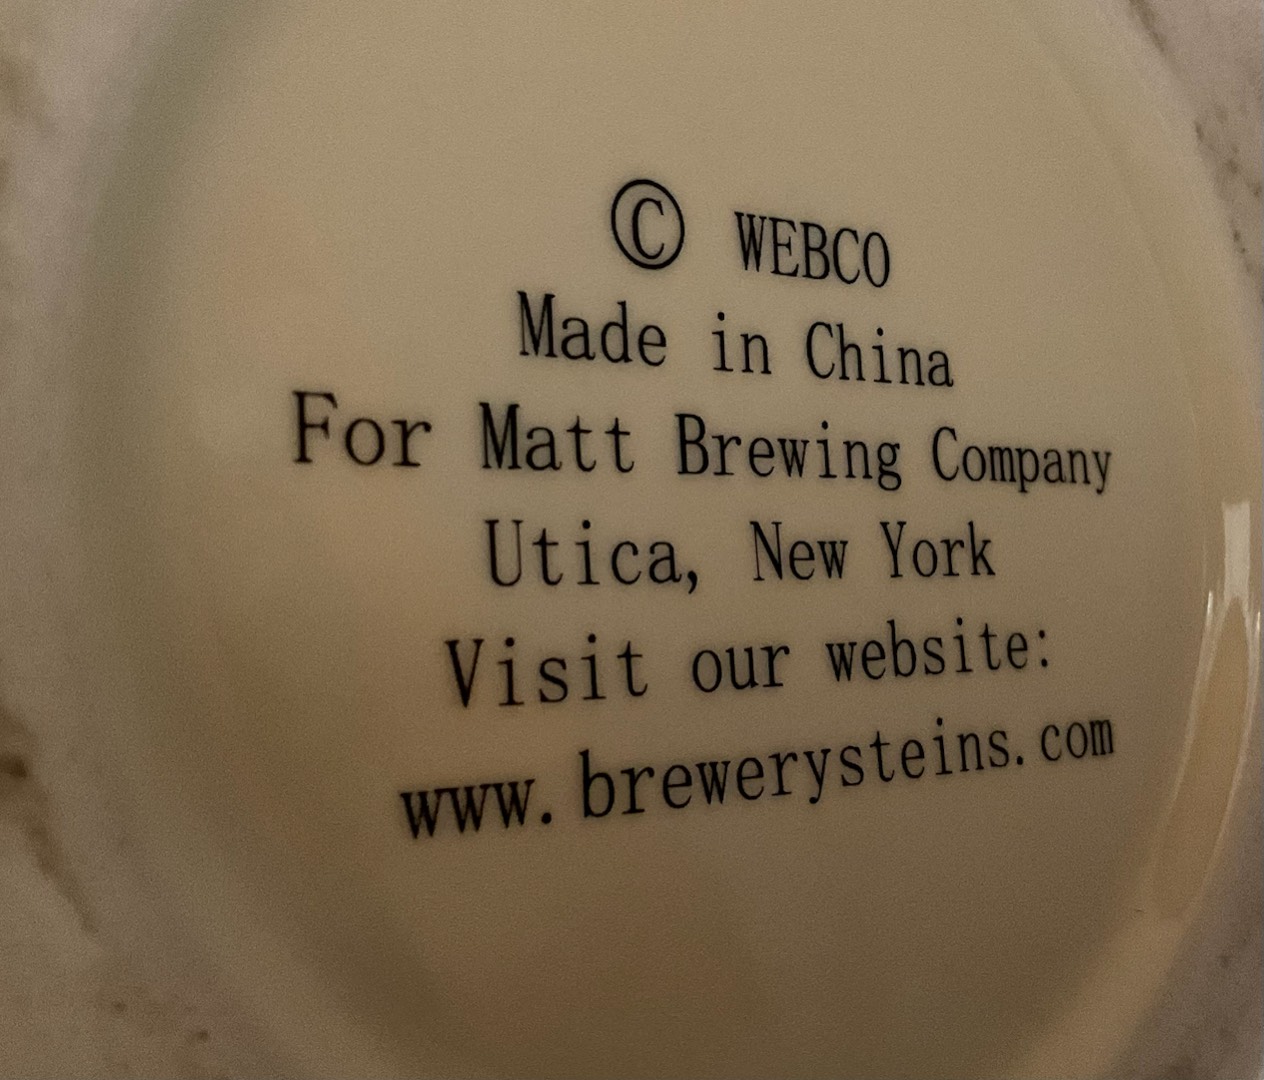 © WEBCO
Made in China
For Matt Brewing Company
Utica, New York
Visit our website:
www.brewerysteins.com